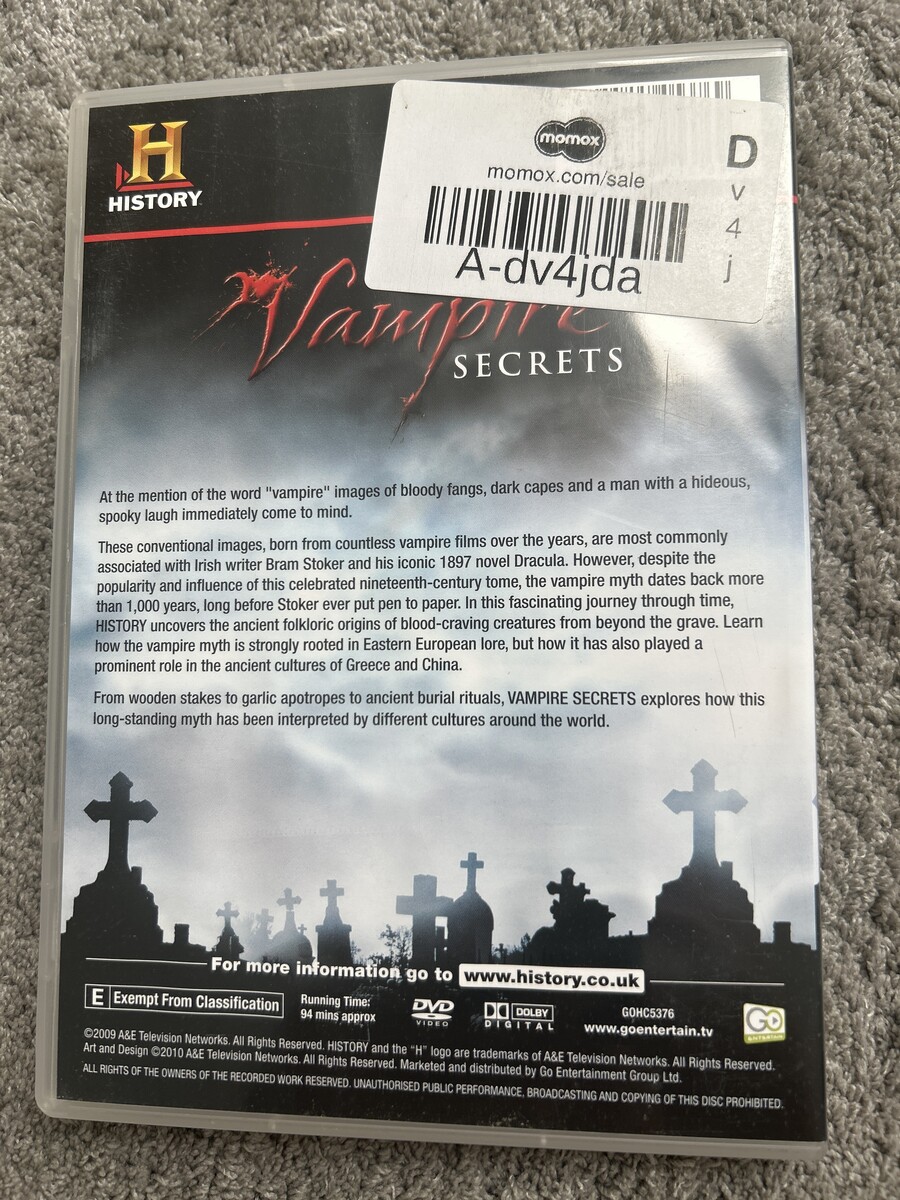 momox
momox.com/sale
A-dv4jda
D
v
4
j
H
HISTORY
Vampire
SECRETS
At the mention of the word "vampire" images of bloody fangs, dark capes and a man with a hideous,
spooky laugh immediately come to mind.
These conventional images, born from countless vampire films over the years, are most commonly
associated with Irish writer Bram Stoker and his iconic 1897 novel Dracula. However, despite the
popularity and influence of this celebrated nineteenth-century tome, the vampire myth dates back more
than 1,000 years, long before Stoker ever put pen to paper. In this fascinating journey through time,
HISTORY uncovers the ancient folkloric origins of blood-craving creatures from beyond the grave. Learn
how the vampire myth is strongly rooted in Eastern European lore, but how it has also played a
prominent role in the ancient cultures of Greece and China.
From wooden stakes to garlic apotropes to ancient burial rituals, VAMPIRE SECRETS explores how this
long-standing myth has been interpreted by different cultures around the world.
For more information go to www.history.co.uk
E Exempt From Classification
Running Time:
94 mins approx
DVD
VIDEO
DOLBY
DIGITAL
GOHC5376
www.goentertain.tv
GO
ENTERTAIN
©2009 A&E Television Networks. All Rights Reserved. HISTORY and the “H” logo are trademarks of A&E Television Networks. All Rights Reserved.
Art and Design ©2010 A&E Television Networks. All Rights Reserved. Marketed and distributed by Go Entertainment Group Ltd.
ALL RIGHTS OF THE OWNERS OF THE RECORDED WORK RESERVED. UNAUTHORISED PUBLIC PERFORMANCE, BROADCASTING AND COPYING OF THIS DISC PROHIBITED.